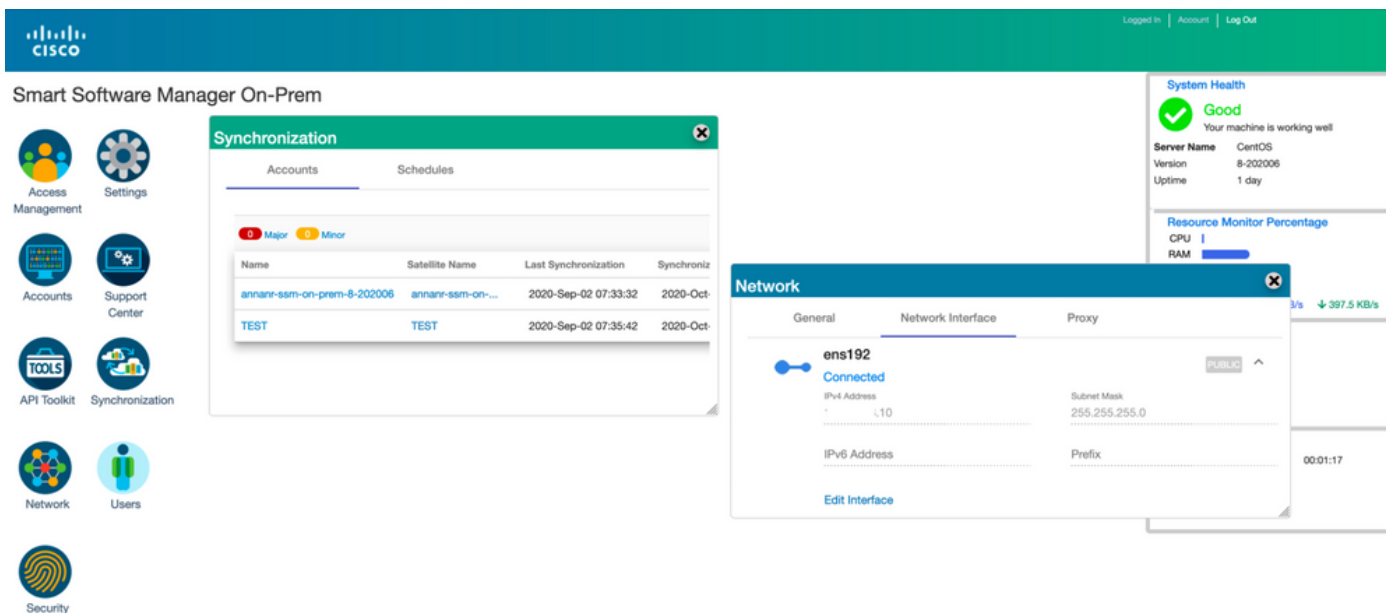 Logged in | Account | Log Out
CISCO
Smart Software Manager On-Prem
Access Management
Settings
Accounts
Support Center
TOOLS
API Toolkit
Synchronization
Network
Users
Security
Synchronization
Accounts Schedules
0 Major 0 Minor
Name Satellite Name Last Synchronization Synchroniz
annanr-ssm-on-prem-8-202006 annanr-ssm-on-... 2020-Sep-02 07:33:32 2020-Oct-
TEST TEST 2020-Sep-02 07:35:42 2020-Oct-
Network
General Network Interface Proxy
ens192
PUBLIC
Connected
IPv4 Address Subnet Mask
.10 255.255.255.0
IPv6 Address Prefix
Edit Interface
System Health
Good
Your machine is working well
Server Name CentOS
Version 8-202006
Uptime 1 day
Resource Monitor Percentage
CPU
RAM
B/s 397.5 KB/s
00:01:17